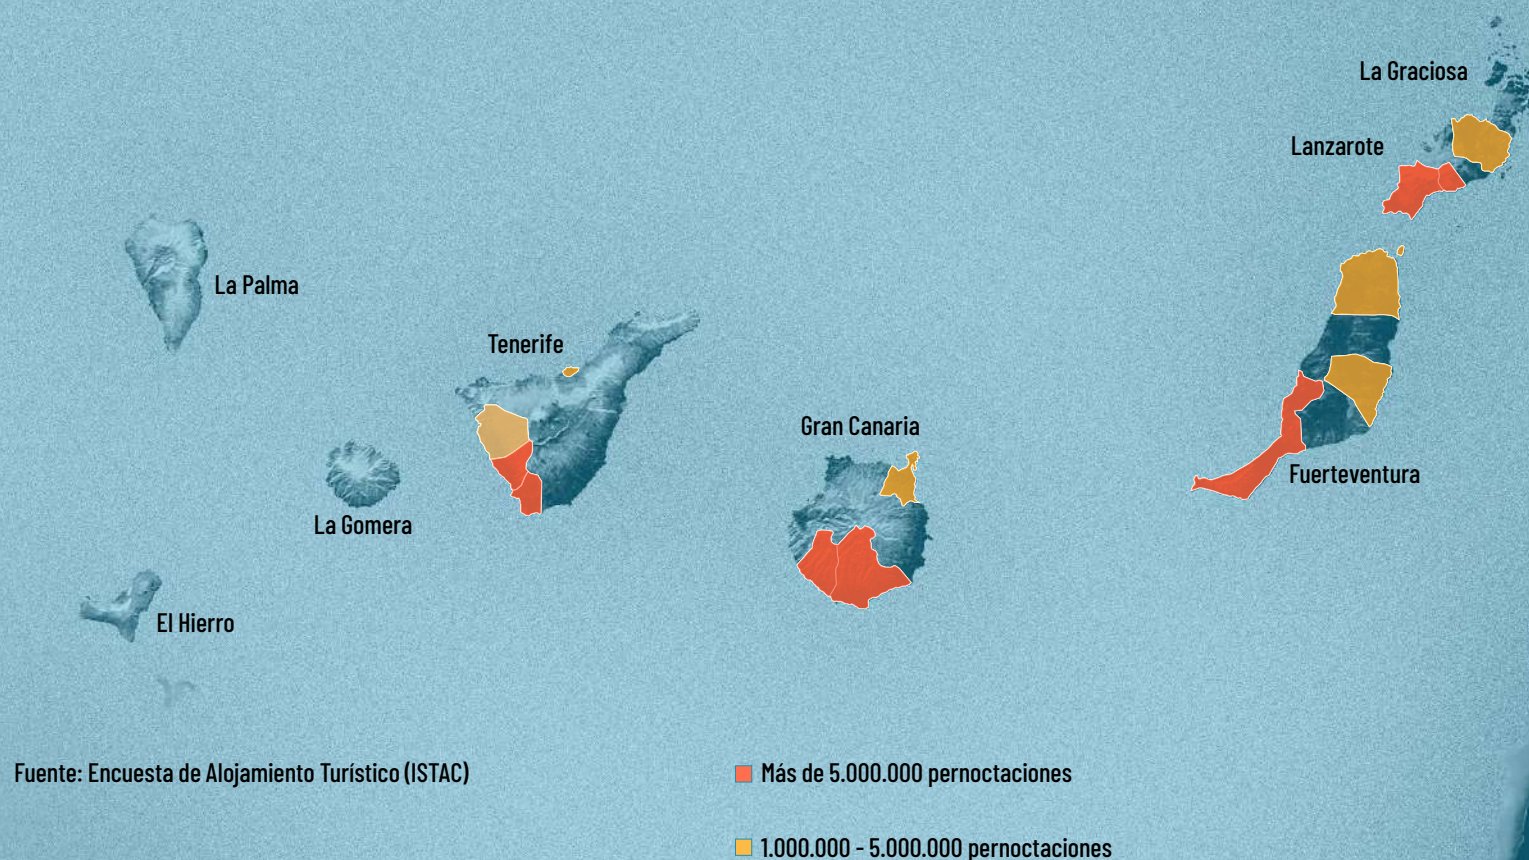 La Graciosa
Lanzarote
La Palma
Tenerife
Gran Canaria
Fuerteventura
La Gomera
El Hierro
Fuente: Encuesta de Alojamiento Turístico (ISTAC)
Más de 5.000.000 pernoctaciones
1.000.000 - 5.000.000 pernoctaciones